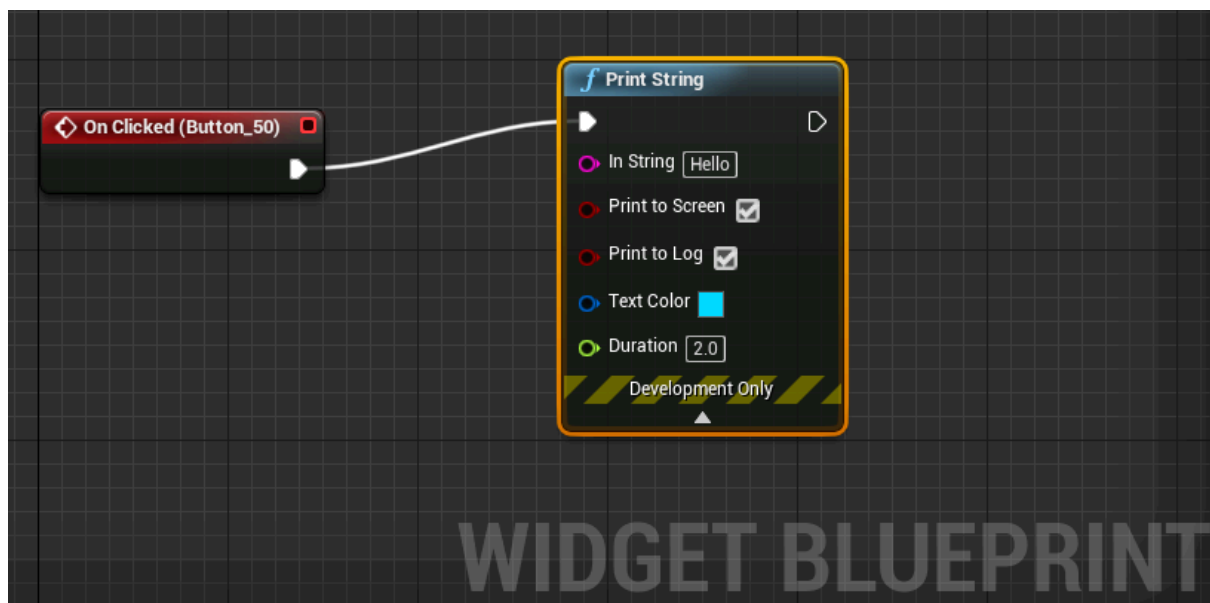 On Clicked (Button_50)
Print String
In String Hello
Print to Screen
Print to Log
Text Color
Duration 2.0
Development Only
WIDGET BLUEPRINT